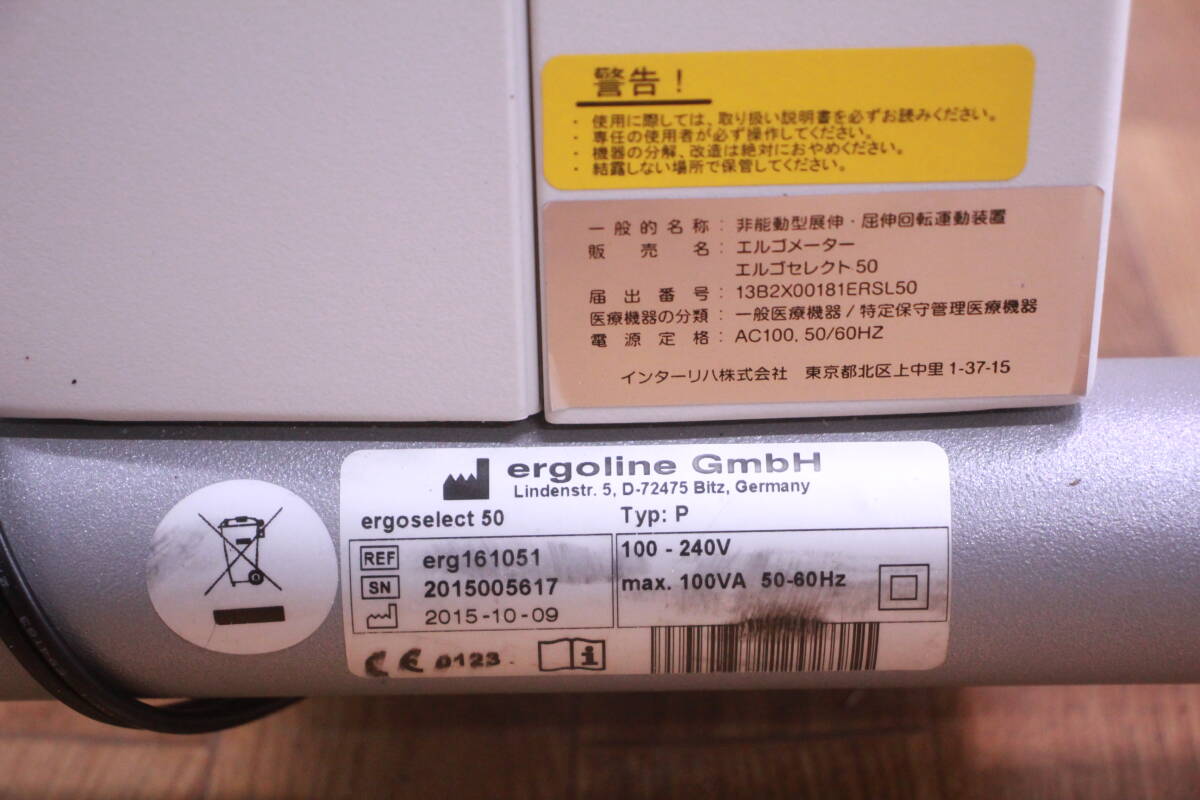 警告！
・ 使用に際しては、取り扱い説明書を必ずお読みください。
・ 専任の使用者が必ず操作してください。
・ 機器の分解、改造は絶対におやめください。
・ 結露しない場所で保管してください。
一般的名称： 非能動型展伸・屈伸回転運動装置
販売名： エルゴメーター
エルゴセレクト50
届出番号： 13B2X00181ERSL50
医療機器の分類： 一般医療機器 / 特定保守管理医療機器
電源定格： AC100, 50/60HZ
インターリハ株式会社 東京都北区上中里 1-37-15
ergoline GmbH
Lindenstr. 5, D-72475 Bitz, Germany
ergoselect 50 Typ: P
REF erg161051
SN 2015005617
2015-10-09
100 - 240V
max. 100VA 50-60Hz
CE 0123
i